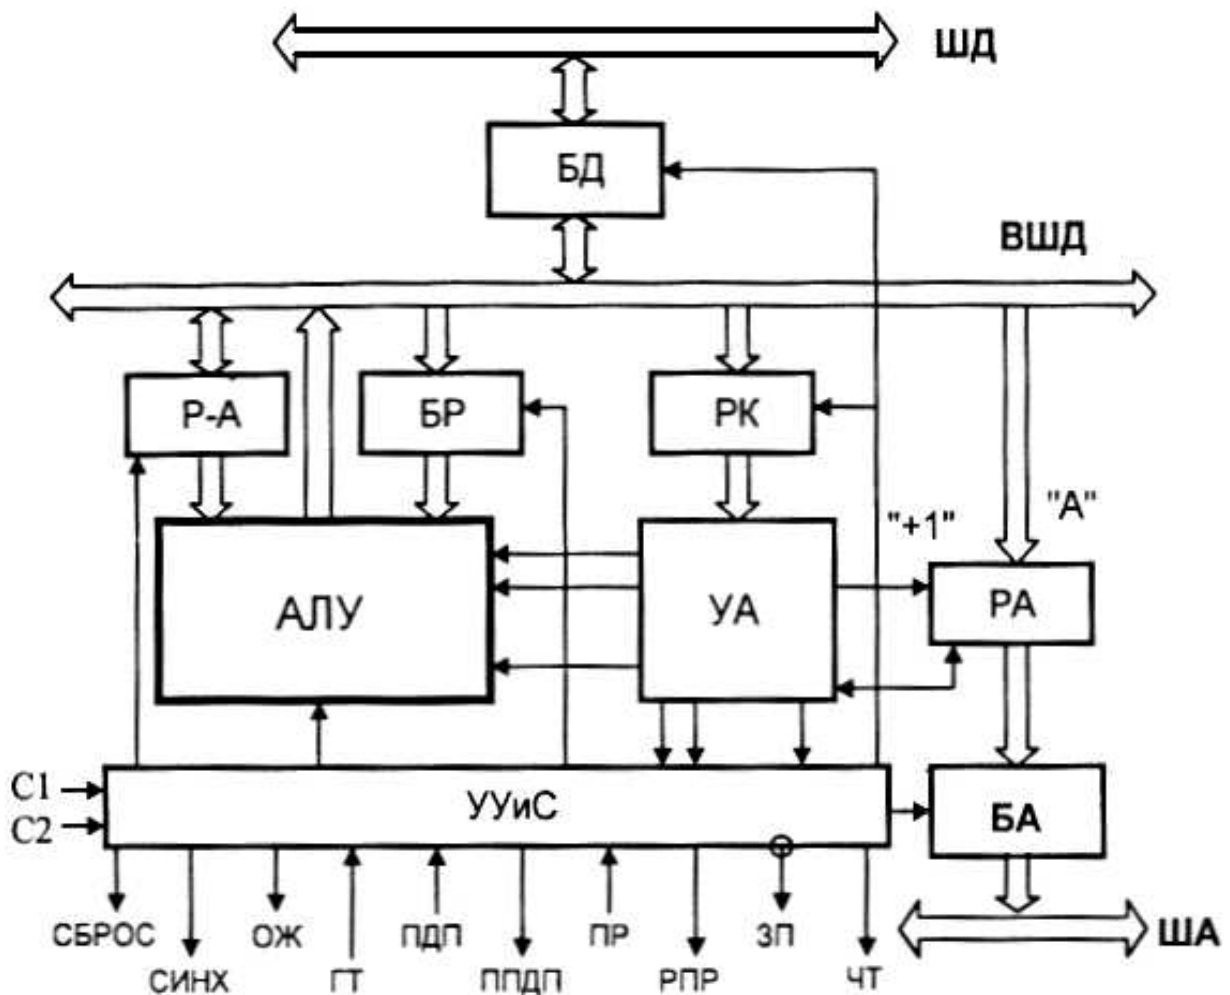 ШД
БД
ВШД
Р-А
БР
РК
"А"
"+1"
АЛУ
УА
РА
С1
С2
УУиС
БА
СБРОС
ОЖ
ПДП
ПР
ЗП
ША
СИНХ
ГТ
ППДП
РПР
ЧТ